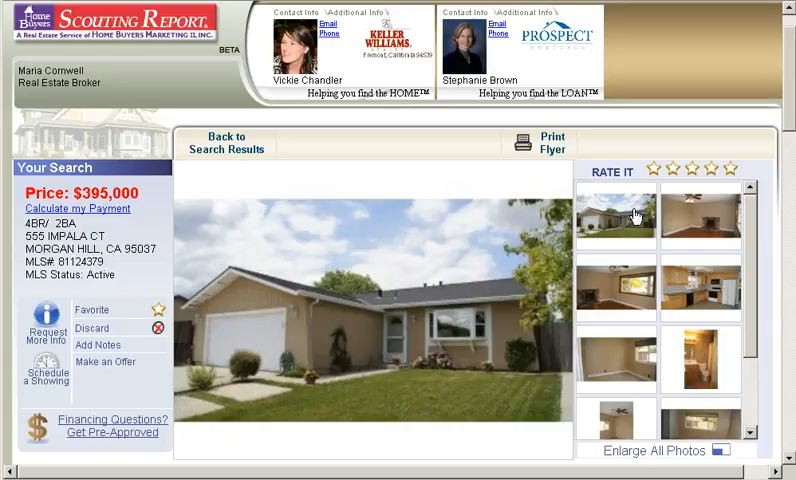 Home Buyers
SCOUTING REPORT®
A Real Estate Service of HOME BUYERS MARKETING II, INC.
BETA
Maria Cornwell
Real Estate Broker
Contact Info \Additional Info\
Email
Phone
KELLER WILLIAMS
Fremont, California 94539
Vickie Chandler
Helping you find the HOME™
Contact Info \Additional Info\
Email
Phone
PROSPECT
MORTGAGE
Stephanie Brown
Helping you find the LOAN™
Back to
Search Results
Print
Flyer
Your Search
Price: $395,000
Calculate my Payment
4BR/ 2BA
555 IMPALA CT
MORGAN HILL, CA 95037
MLS# 81124379
MLS Status: Active
Request
More Info
Schedule
a Showing
Favorite
Discard
Add Notes
Make an Offer
Financing Questions?
Get Pre-Approved
RATE IT
Enlarge All Photos